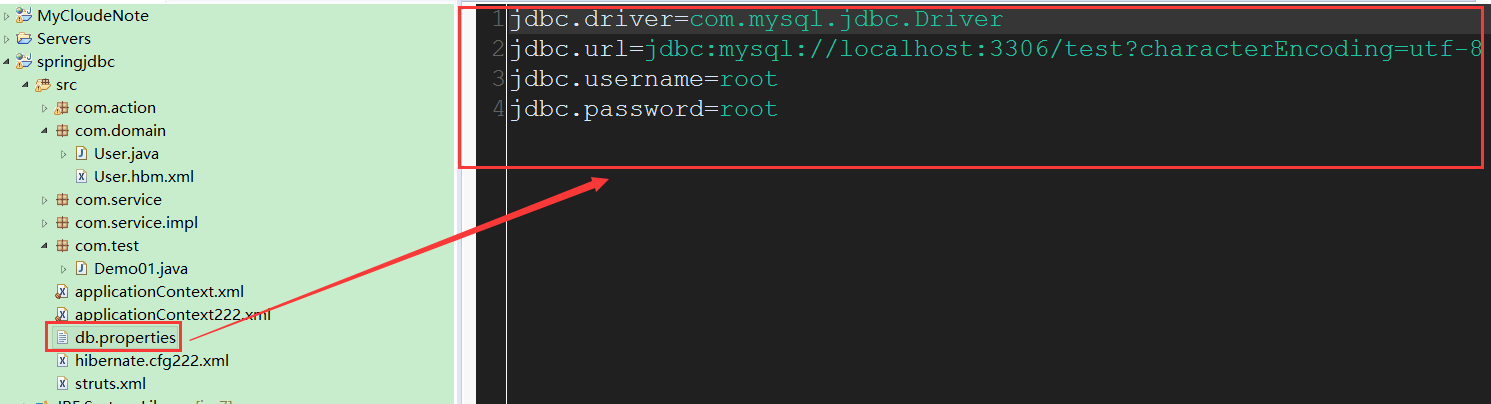 MyCloudeNote
Servers
springjdbc
src
com.action
com.domain
User.java
User.hbm.xml
com.service
com.service.impl
com.test
Demo01.java
applicationContext.xml
applicationContext222.xml
db.properties
hibernate.cfg222.xml
struts.xml
1 jdbc.driver=com.mysql.jdbc.Driver
2 jdbc.url=jdbc:mysql://localhost:3306/test?characterEncoding=utf-8
3 jdbc.username=root
4 jdbc.password=root